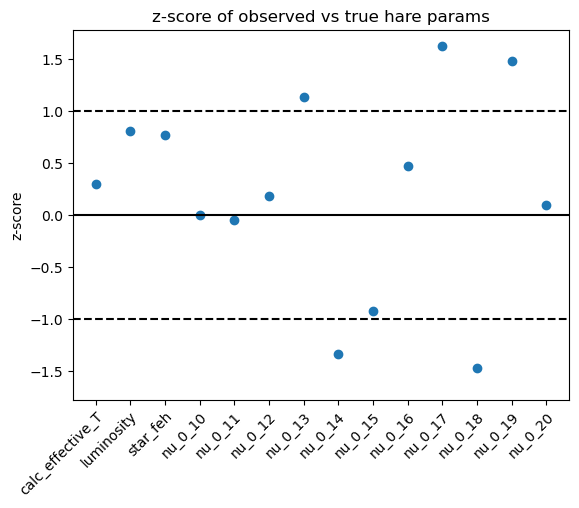 z-score of observed vs true hare params
z-score
1.5
1.0
0.5
0.0
−0.5
−1.0
−1.5
calc_effective_T
luminosity
star_feh
nu_0_10
nu_0_11
nu_0_12
nu_0_13
nu_0_14
nu_0_15
nu_0_16
nu_0_17
nu_0_18
nu_0_19
nu_0_20